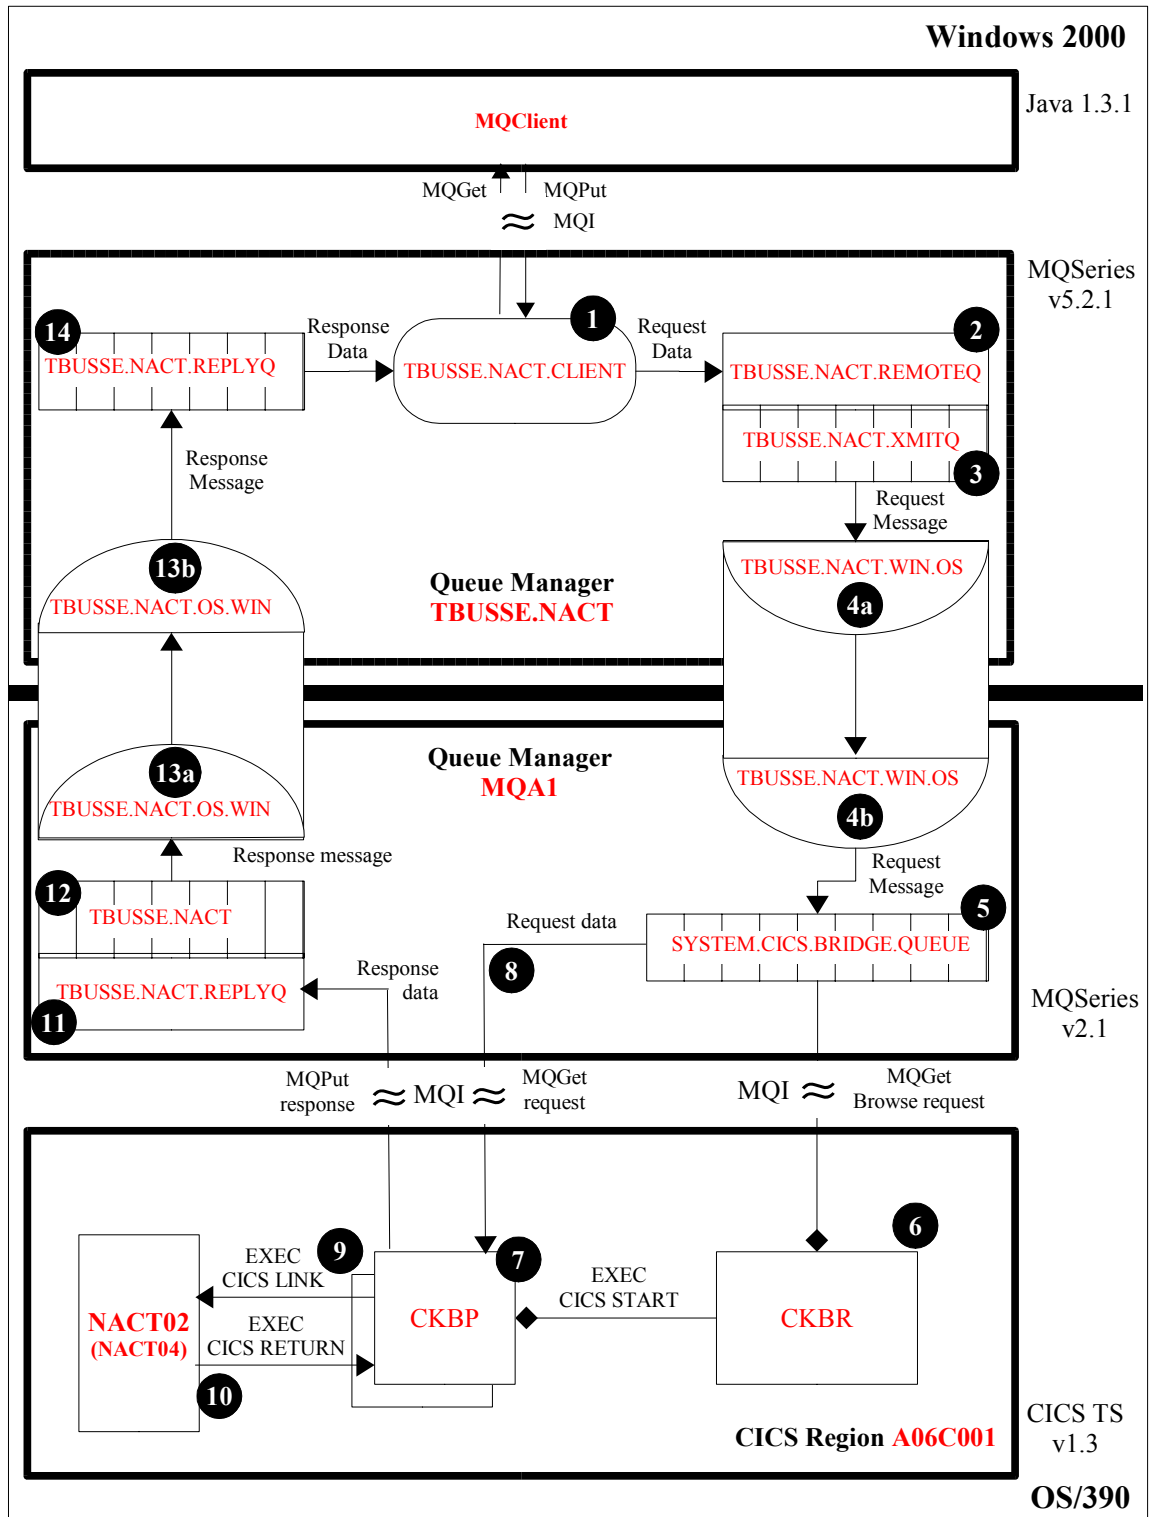 Windows 2000
Java 1.3.1
MQClient
MQGet
MQPut
MQI
MQSeries
v5.2.1
14
Response
Data
1
Request
Data
2
TBUSSE.NACT.REPLYQ
TBUSSE.NACT.CLIENT
TBUSSE.NACT.REMOTEQ
TBUSSE.NACT.XMITQ
3
Response
Message
Request
Message
13b
TBUSSE.NACT.OS.WIN
Queue Manager
TBUSSE.NACT
TBUSSE.NACT.WIN.OS
4a
13a
TBUSSE.NACT.OS.WIN
Queue Manager
MQA1
TBUSSE.NACT.WIN.OS
4b
Response message
Request
Message
12
TBUSSE.NACT
Request data
5
SYSTEM.CICS.BRIDGE.QUEUE
8
Response
data
TBUSSE.NACT.REPLYQ
11
MQSeries
v2.1
MQPut
response
MQI
MQGet
request
MQI
MQGet
Browse request
9
7
6
EXEC
CICS LINK
EXEC
CICS START
NACT02
(NACT04)
CKBP
CKBR
EXEC
CICS RETURN
10
CICS Region A06C001
CICS TS
v1.3
OS/390